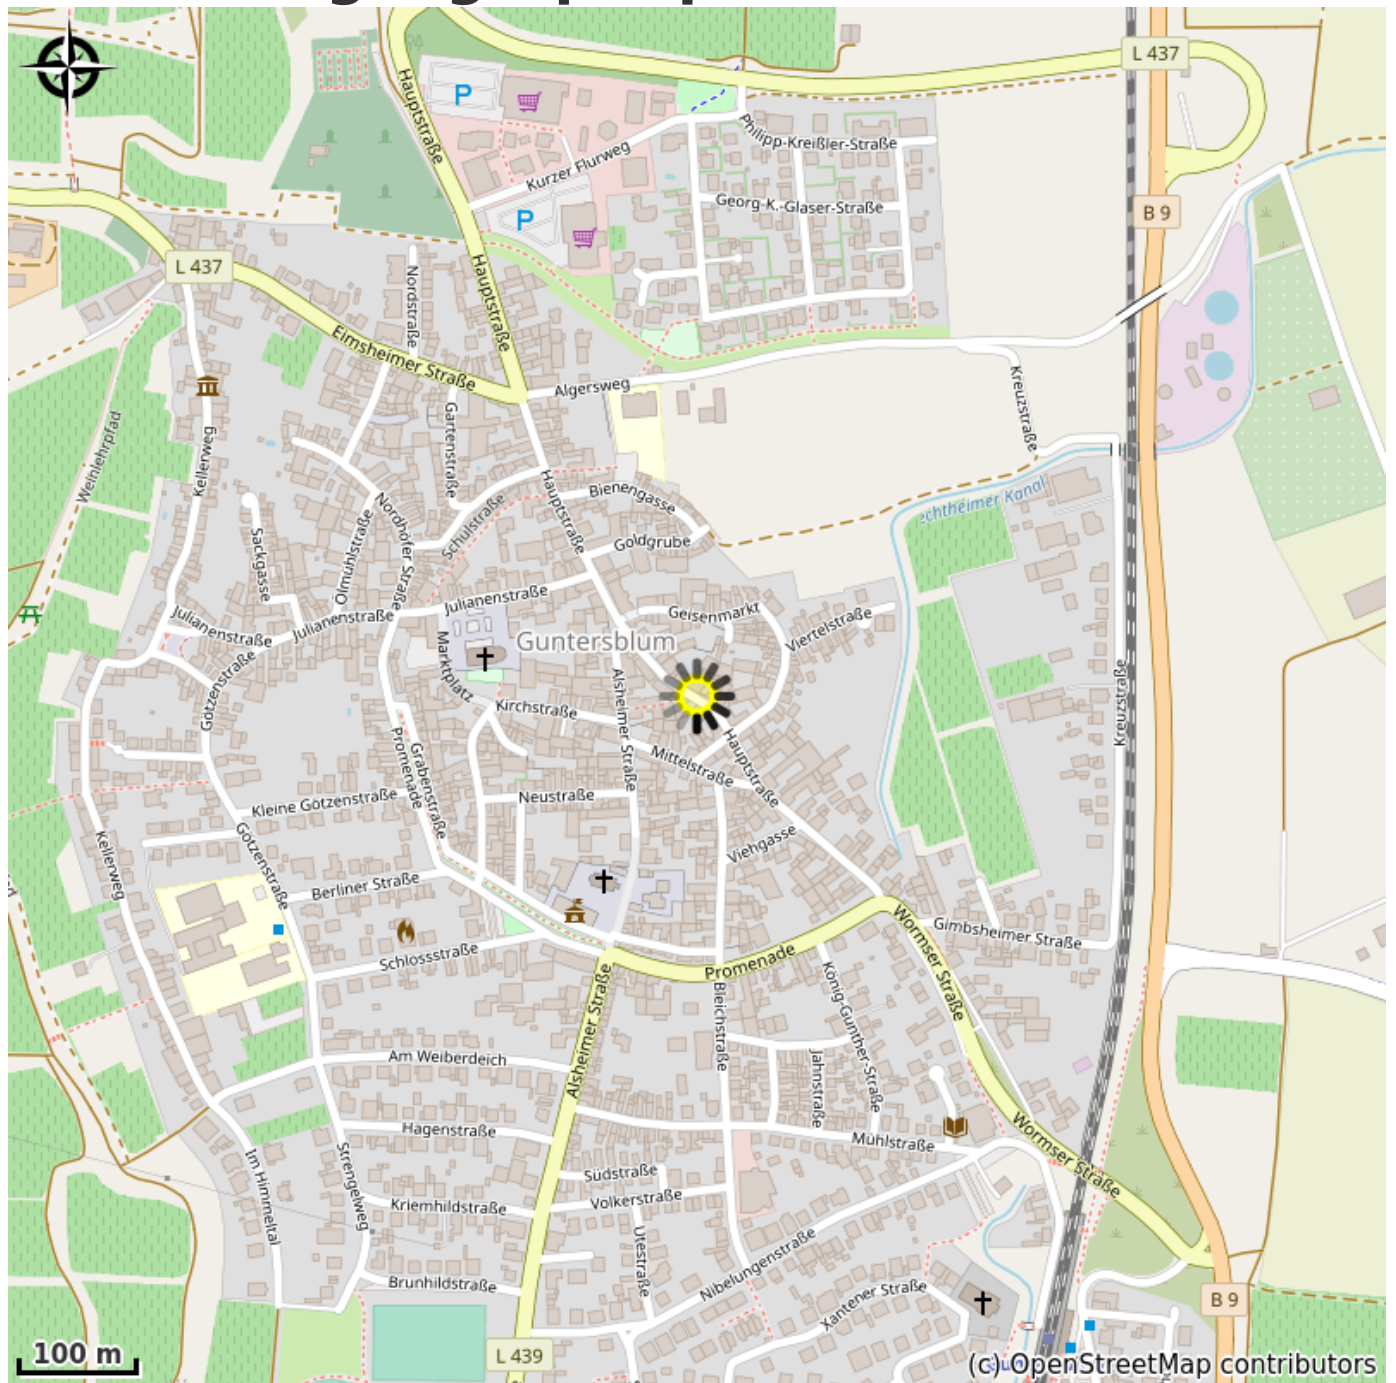 L 437
P
Hauptstraße
Philipp-Kreißler-Straße
Kurzer Flurweg
Georg-K.-Glaser-Straße
B 9
P
L 437
Hauptstraße
Nordstraße
Eimsheimer Straße
Algersweg
Kreuzstraße
Gartenstraße
Weinlehrpfad
Kellerweg
Hauptstraße
Bienengasse
Nordhofer Straße
Schulstraße
Ölmühlstraße
Sackgasse
Goldgrube
Julianenstraße
Geisenmarkt
Viertelstraße
Julianenstraße
Julianenstraße
Guntersblum
Marktplatz
Götzenstraße
Alsheimer Straße
Kirchstraße
Kreuzstraße
Promenade
Grabenstraße
Mittelstraße
Hauptstraße
Neustraße
Kleine Götzenstraße
Kellerweg
Götzenstraße
Viehgasse
Berliner Straße
Wormser Straße
Gimbsheimer Straße
Schlossstraße
Promenade
Alsheimer Straße
Bleichstraße
König-Gunther-Straße
Am Weiberdeich
Jahnstraße
Hagenstraße
Mühlstraße
Wormser Straße
Im Himmeltal
Strengelweg
Südstraße
Volkerstraße
Kriemhildstraße
Utestraße
Nibelungenstraße
Brunhildstraße
Xantener Straße
B 9
L 439
100 m
(c) OpenStreetMap contributors